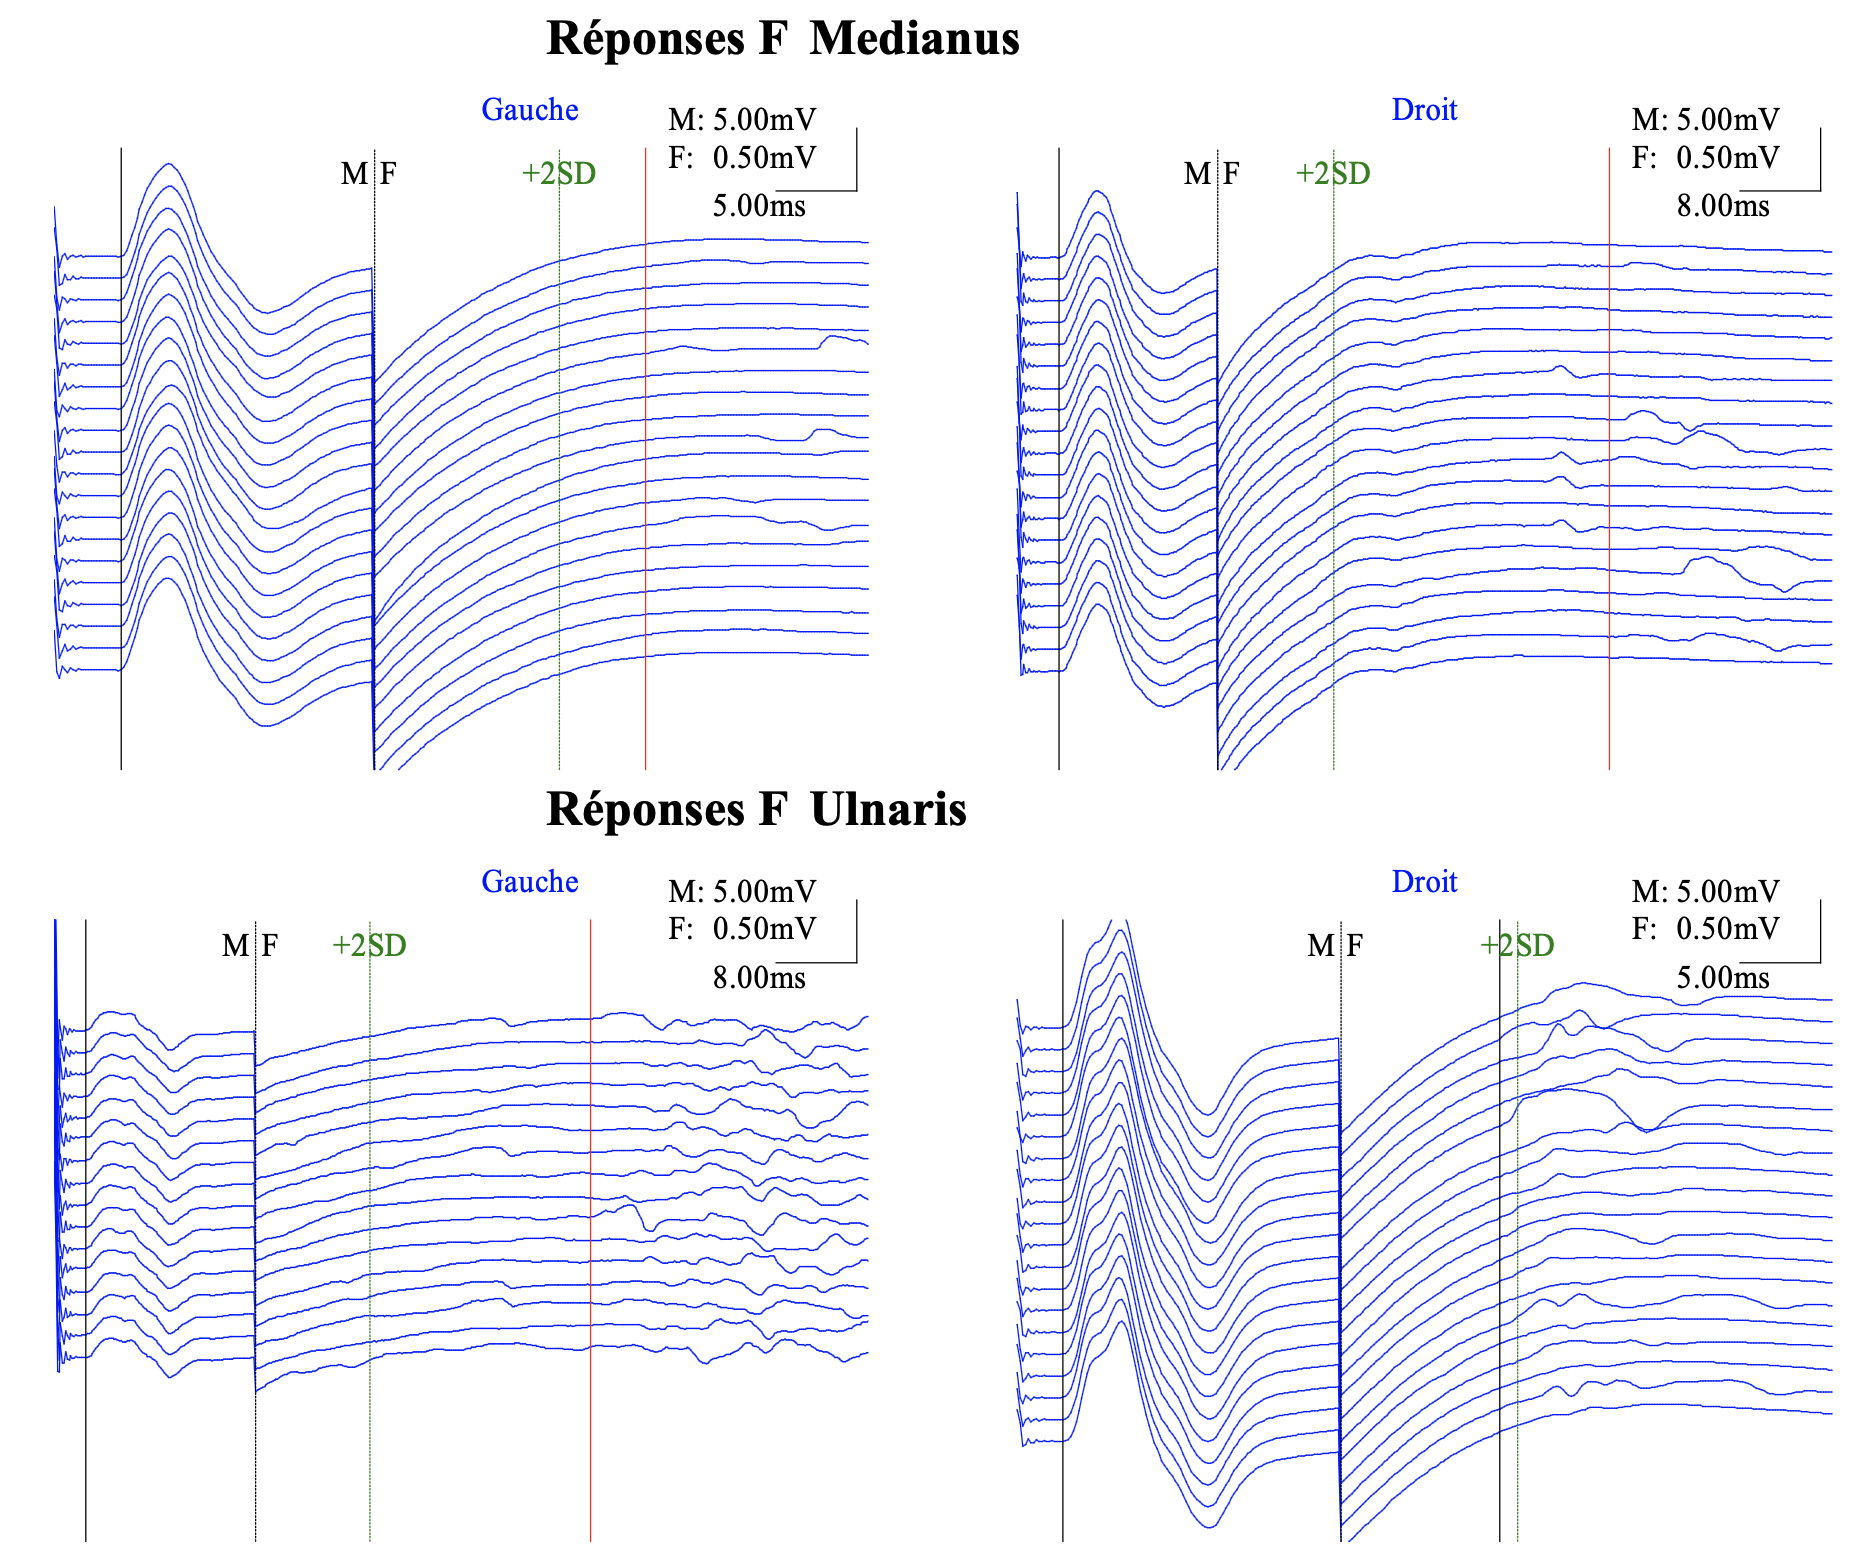 Réponses F Medianus
Gauche
M: 5.00mV
F: 0.50mV
5.00ms
M F
+2SD
Droit
M: 5.00mV
F: 0.50mV
8.00ms
M F
+2SD
Réponses F Ulnaris
Gauche
M: 5.00mV
F: 0.50mV
8.00ms
M F
+2SD
Droit
M: 5.00mV
F: 0.50mV
5.00ms
M F
+2SD